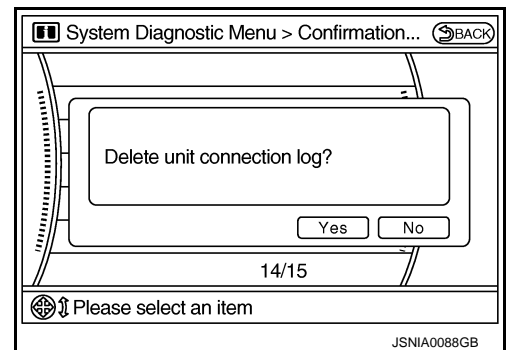 System Diagnostic Menu > Confirmation... BACK
Delete unit connection log?
Yes No
14/15
Please select an item
JSNIA0088GB